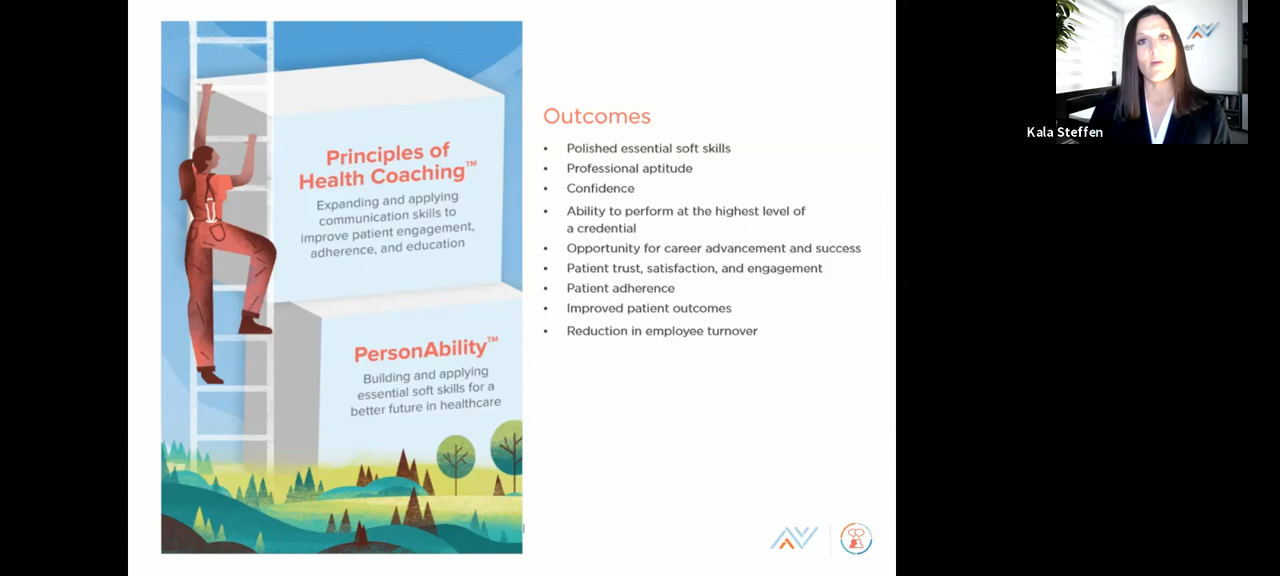 Principles of
Health Coaching™
Expanding and applying
communication skills to
improve patient engagement,
adherence, and education
PersonAbility™
Building and applying
essential soft skills for a
better future in healthcare
Outcomes
• Polished essential soft skills
• Professional aptitude
• Confidence
• Ability to perform at the highest level of
a credential
• Opportunity for career advancement and success
• Patient trust, satisfaction, and engagement
• Patient adherence
• Improved patient outcomes
• Reduction in employee turnover
er
Kala Steffen